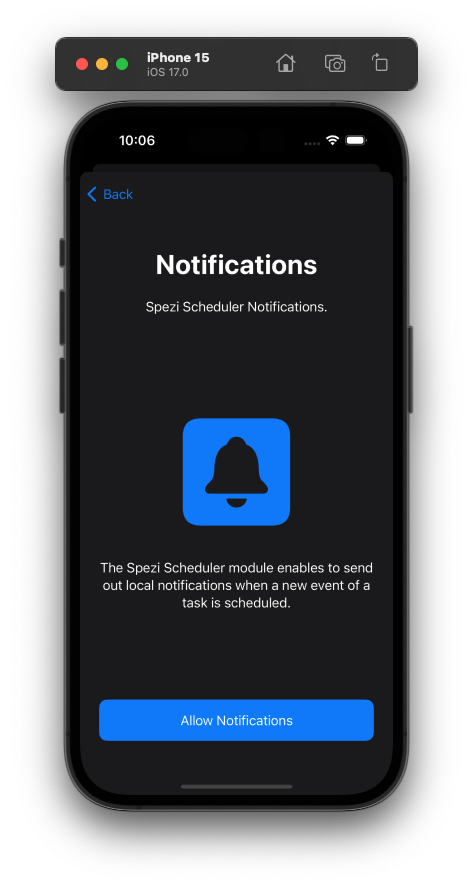 iPhone 15
iOS 17.0
10:06
Back
Notifications
Spezi Scheduler Notifications.
The Spezi Scheduler module enables to send
out local notifications when a new event of a
task is scheduled.
Allow Notifications